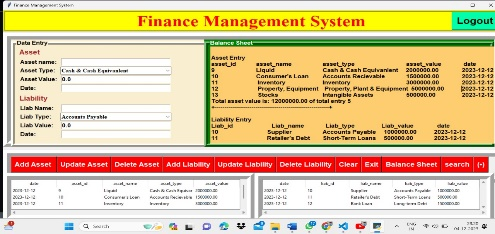 Finance Management System
Finance Management System
Logout
Data Entry
Asset
Asset name:
Asset Type: Cash & Cash Equivantent
Asset Value: 0.0
Date:
Liability
Liab Name:
Liab Type: Accounts Payable
Liab Value: 0.0
Date:
Balance Sheet
Asset Entry
asset_id asset_name asset_type asset_value date
9 Liquid Cash & Cash Equivantent 2000000.00 2023-12-12
10 Consumer's Loan Accounts Recievable 1500000.00 2023-12-12
11 Inventory Inventory 3000000.00 2023-12-12
12 Property, Equipment Property, Plant & Equipment 5000000.00 2023-12-12
13 Stocks Intangible Assets 500000.00 2023-12-12
Total asset value is: 12000000.00 of total entry 5
Liability Entry
Liab_id Liab_name Liab_type Liab_value date
10 Supplier Accounts Payable 1000000.00 2023-12-12
11 Retailer's Debt Short-Term Loans 500000.00 2023-12-12
Add Asset Update Asset Delete Asset Add Liability Update Liability Delete Liability Clear Exit Balance Sheet search (-)
date asset_id asset_name asset_type asset_value
2023-12-12 9 Liquid Cash & Cash Equivan 2000000.00
2023-12-12 10 Consumer's Loan Accounts Recievable 1500000.00
2023-12-12 11 Inventory Inventory 3000000.00
date liab_id liab_name liab_type liab_value
2023-12-12 10 Supplier Accounts Payable 1000000.00
2023-12-12 11 Retailer's Debt Short-Term Loans 500000.00
2023-12-12 12 Bank Loan Long-term Debt
Search
ENG
IN